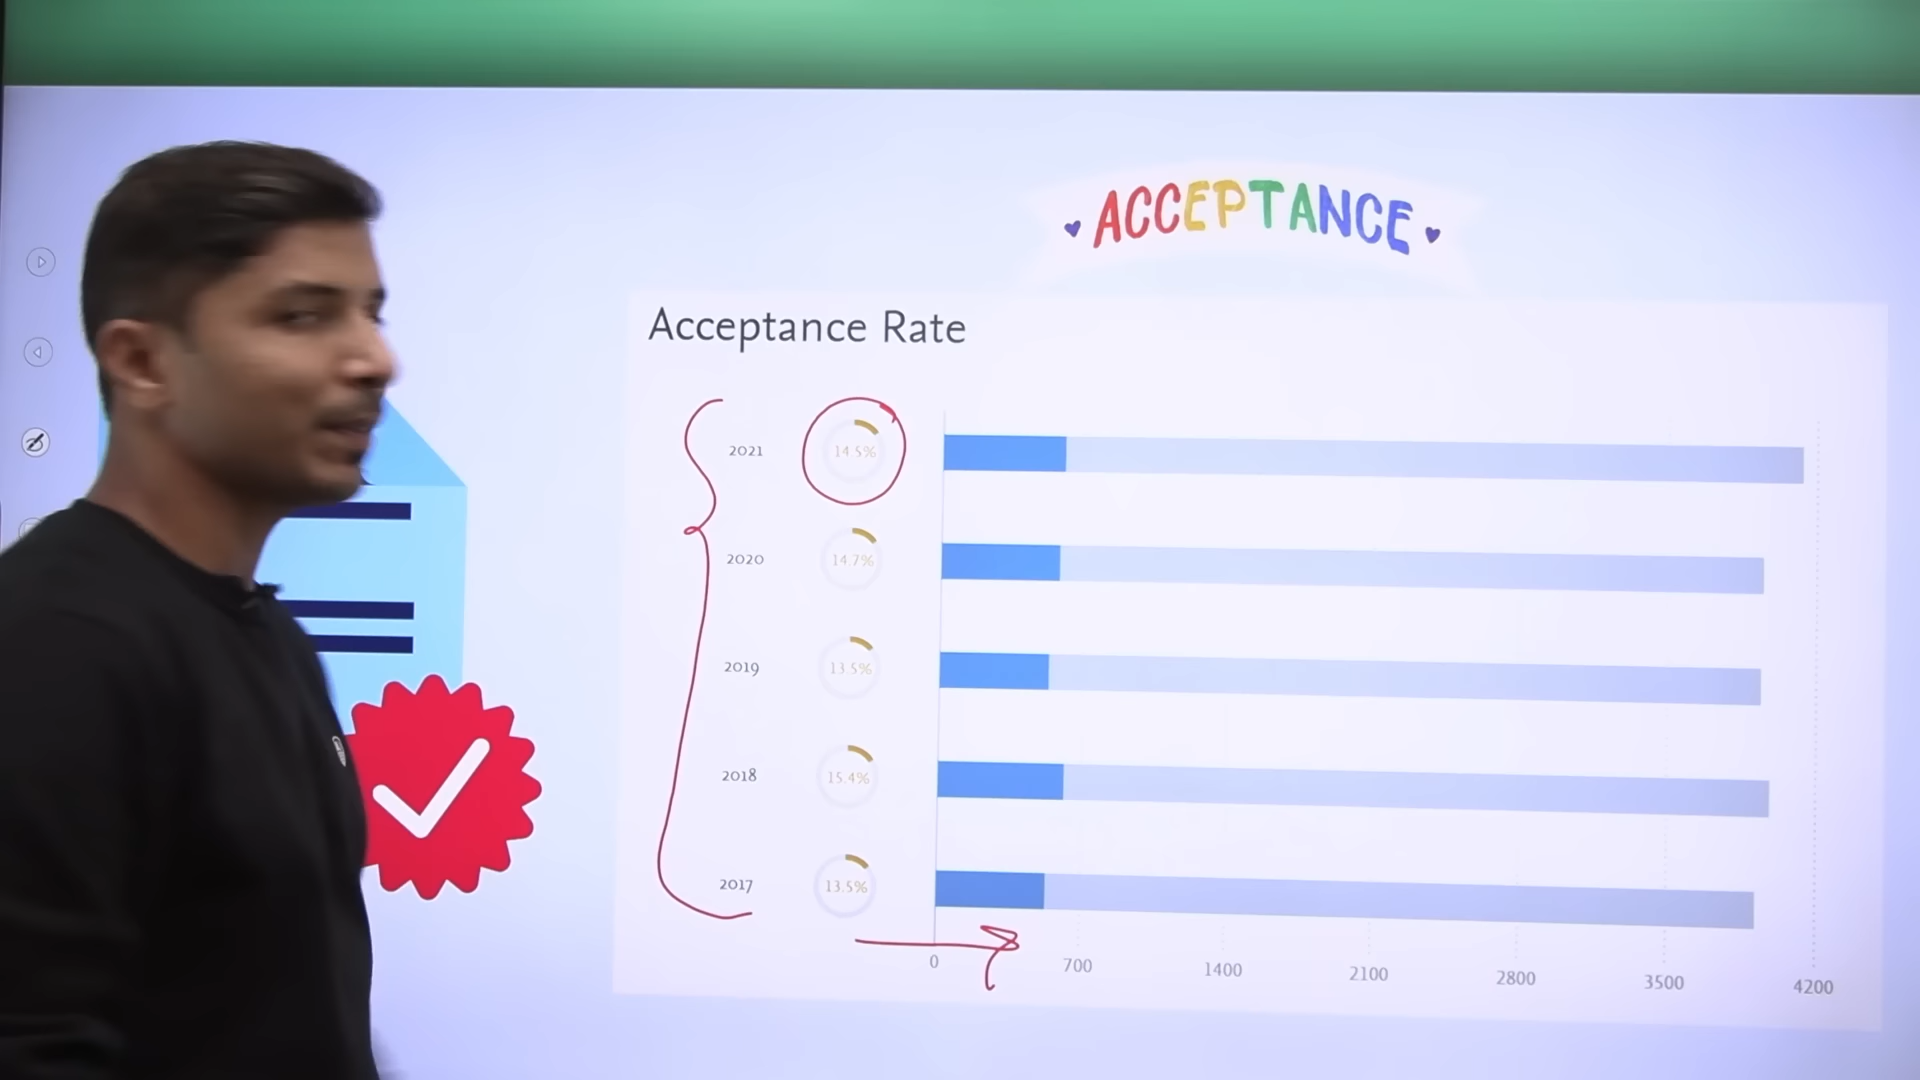 ACCEPTANCE
Acceptance Rate
2021 14.5%
2020 14.7%
2019 13.5%
2018 15.4%
2017 13.5%
0 700 1400 2100 2800 3500 4200